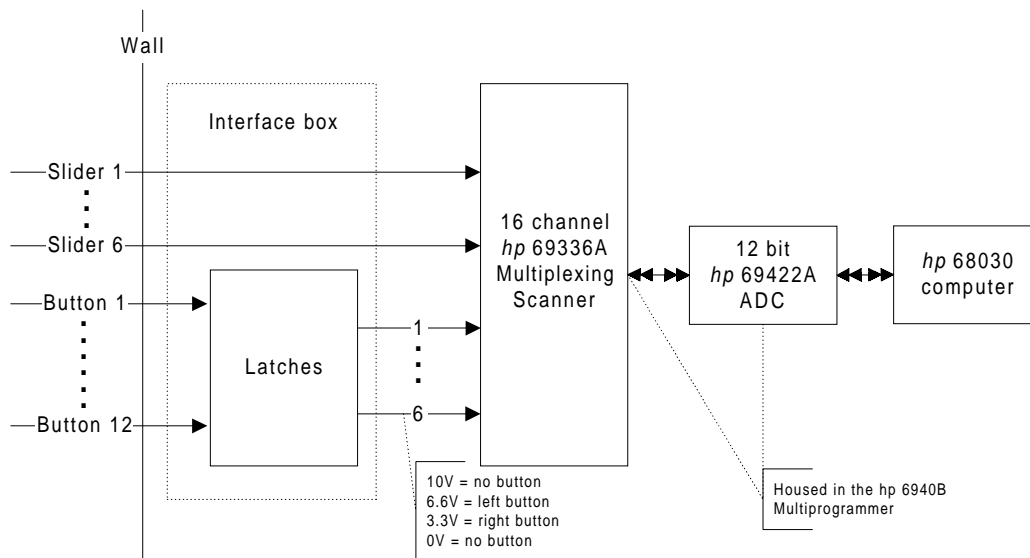 Wall
Interface box
Slider 1
Slider 6
Button 1
Button 12
Latches
1
6
16 channel
hp 69336A
Multiplexing
Scanner
12 bit
hp 69422A
ADC
hp 68030
computer
10V = no button
6.6V = left button
3.3V = right button
0V = no button
Housed in the hp 6940B
Multiprogrammer